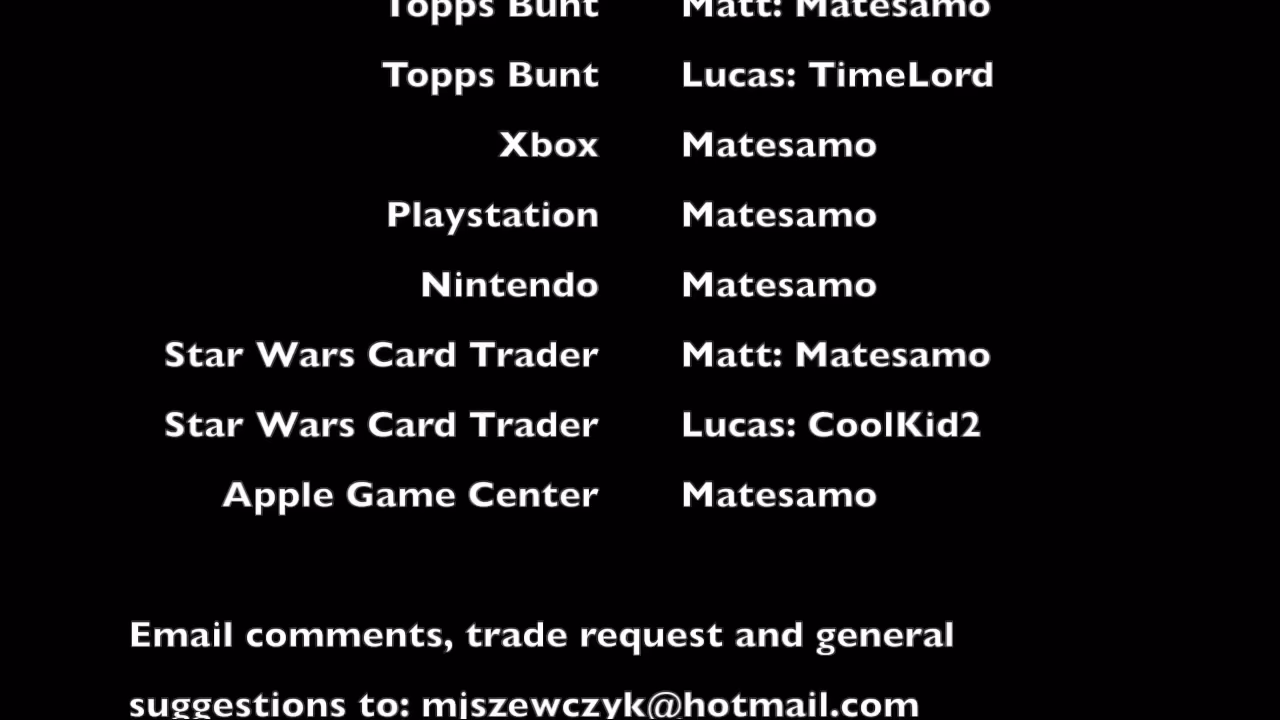 Topps Bunt Matt: Matesamo
Topps Bunt Lucas: TimeLord
Xbox Matesamo
Playstation Matesamo
Nintendo Matesamo
Star Wars Card Trader Matt: Matesamo
Star Wars Card Trader Lucas: CoolKid2
Apple Game Center Matesamo
Email comments, trade request and general
suggestions to: mjszewczyk@hotmail.com